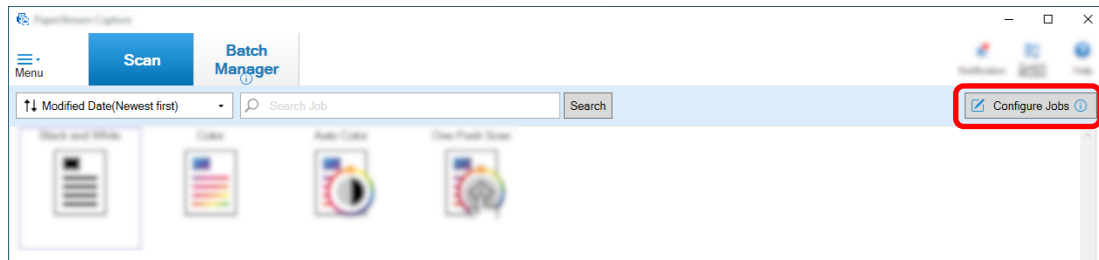 PaperStream Capture
Menu
Scan
Batch
Manager
Modified Date(Newest first)
Search Job
Search
Configure Jobs
Black and White
Color
Auto Color
One Push Scan